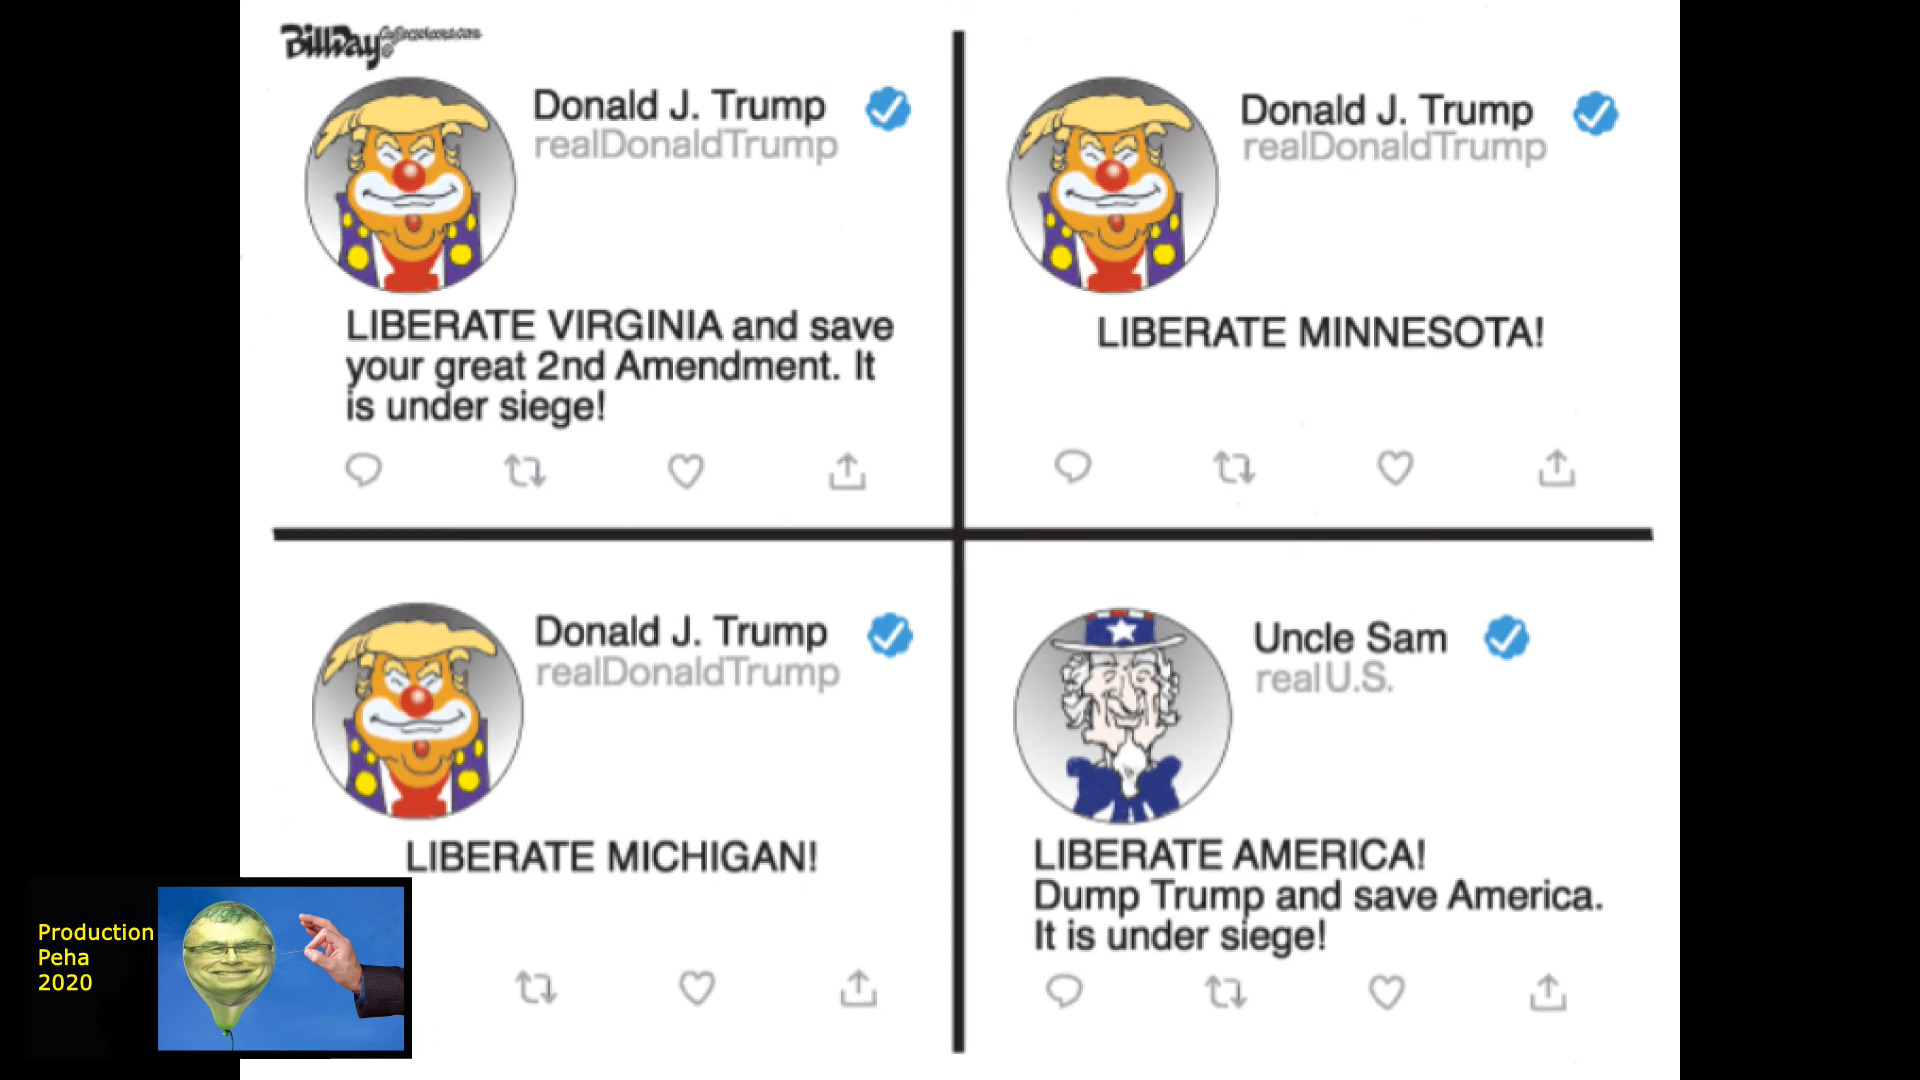 BillDay
Donald J. Trump
realDonaldTrump
LIBERATE VIRGINIA and save
your great 2nd Amendment. It
is under siege!
Donald J. Trump
realDonaldTrump
LIBERATE MINNESOTA!
Donald J. Trump
realDonaldTrump
LIBERATE MICHIGAN!
Uncle Sam
realU.S.
LIBERATE AMERICA!
Dump Trump and save America.
It is under siege!
Production
Peha
2020